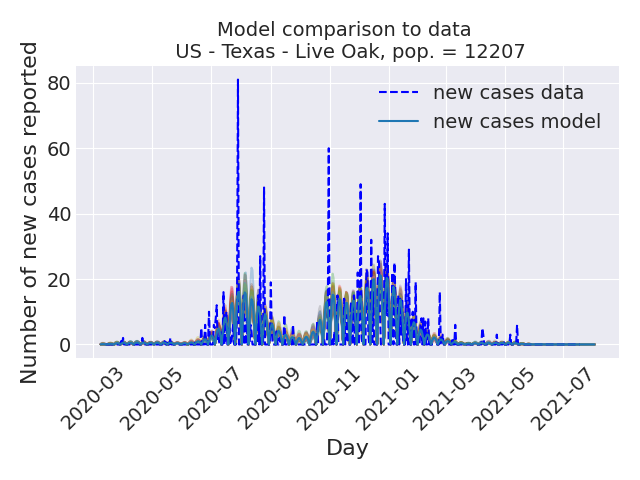 Model comparison to data
US - Texas - Live Oak, pop. = 12207
Number of new cases reported
80
60
40
20
0
new cases data
new cases model
2020-03
2020-05
2020-07
2020-09
2020-11
2021-01
2021-03
2021-05
2021-07
Day